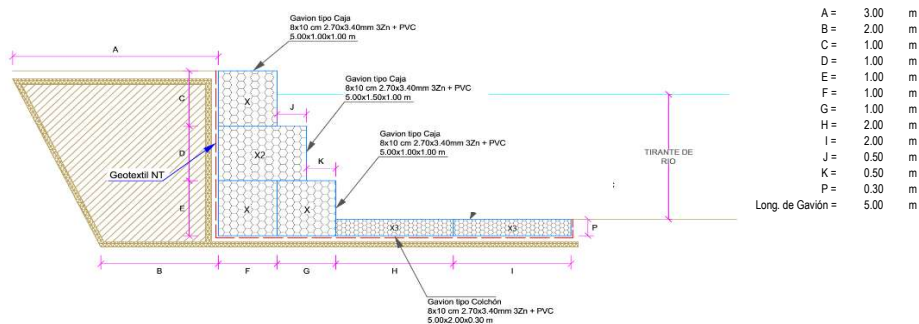 Gavion tipo Caja
8x10 cm 2.70x3.40mm 3Zn + PVC
5.00x1.00x1.00 m
A
Gavion tipo Caja
8x10 cm 2.70x3.40mm 3Zn + PVC
5.00x1.50x1.00 m
C
X
J
Gavion tipo Caja
8x10 cm 2.70x3.40mm 3Zn + PVC
5.00x1.00x1.00 m
D
X2
K
TIRANTE DE
RIO
Geotextil NT
E
X
X
X3
X3
P
B
F
G
H
I
Gavion tipo Colchón
8x10 cm 2.70x3.40mm 3Zn + PVC
5.00x2.00x0.30 m
A = 3.00 m
B = 2.00 m
C = 1.00 m
D = 1.00 m
E = 1.00 m
F = 1.00 m
G = 1.00 m
H = 2.00 m
I = 2.00 m
J = 0.50 m
K = 0.50 m
P = 0.30 m
Long. de Gavión = 5.00 m